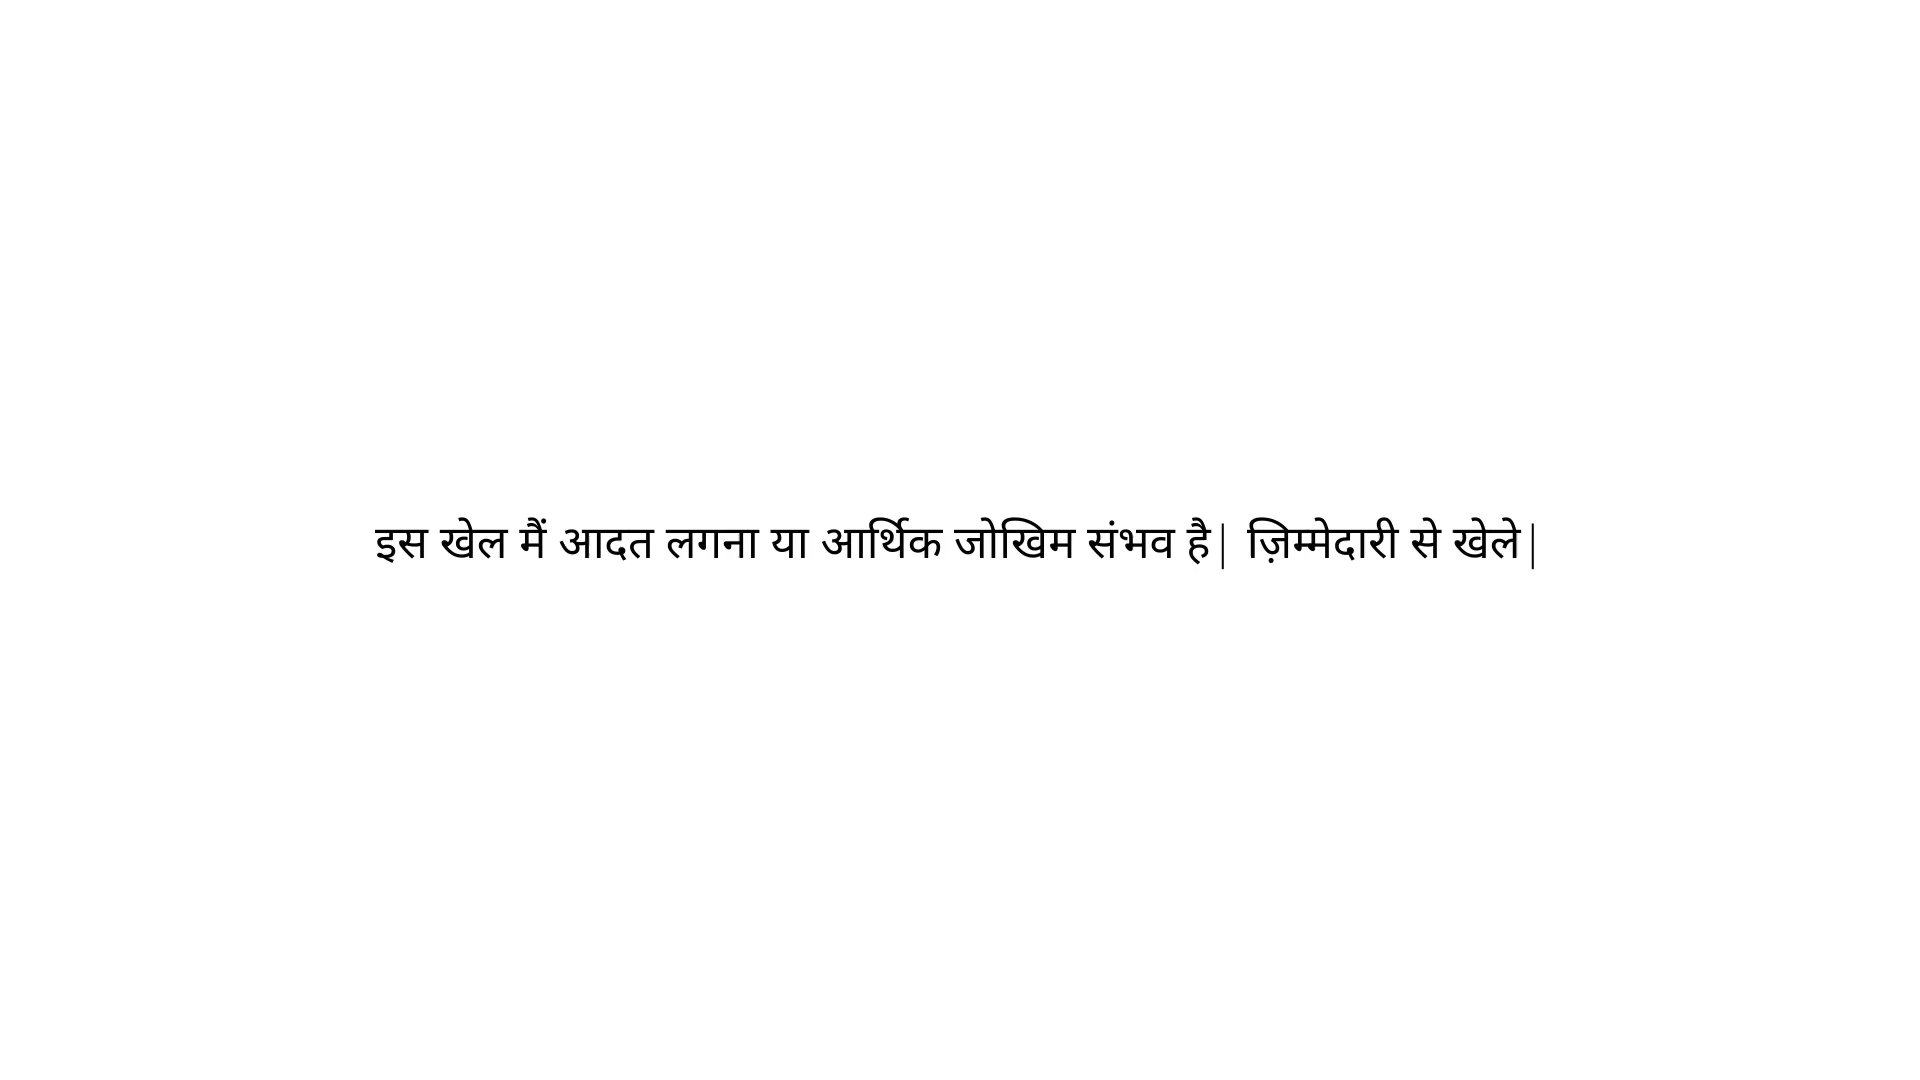 इस खेल मैं आदत लगना या आर्थिक जोखिम संभव है| ज़िम्मेदारी से खेले|